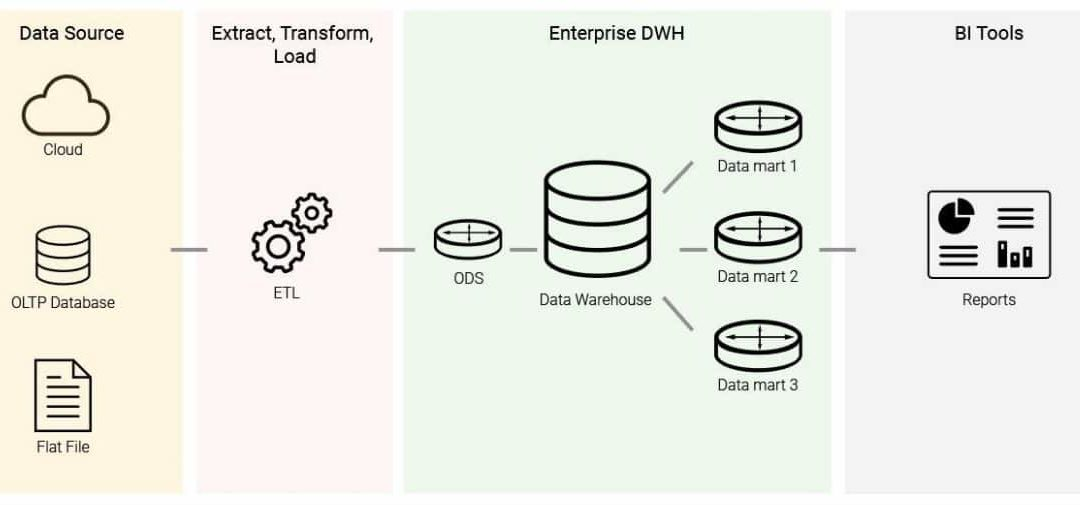 Data Source
Cloud
OLTP Database
Flat File
Extract, Transform,
Load
ETL
Enterprise DWH
ODS
Data Warehouse
Data mart 1
Data mart 2
Data mart 3
BI Tools
Reports